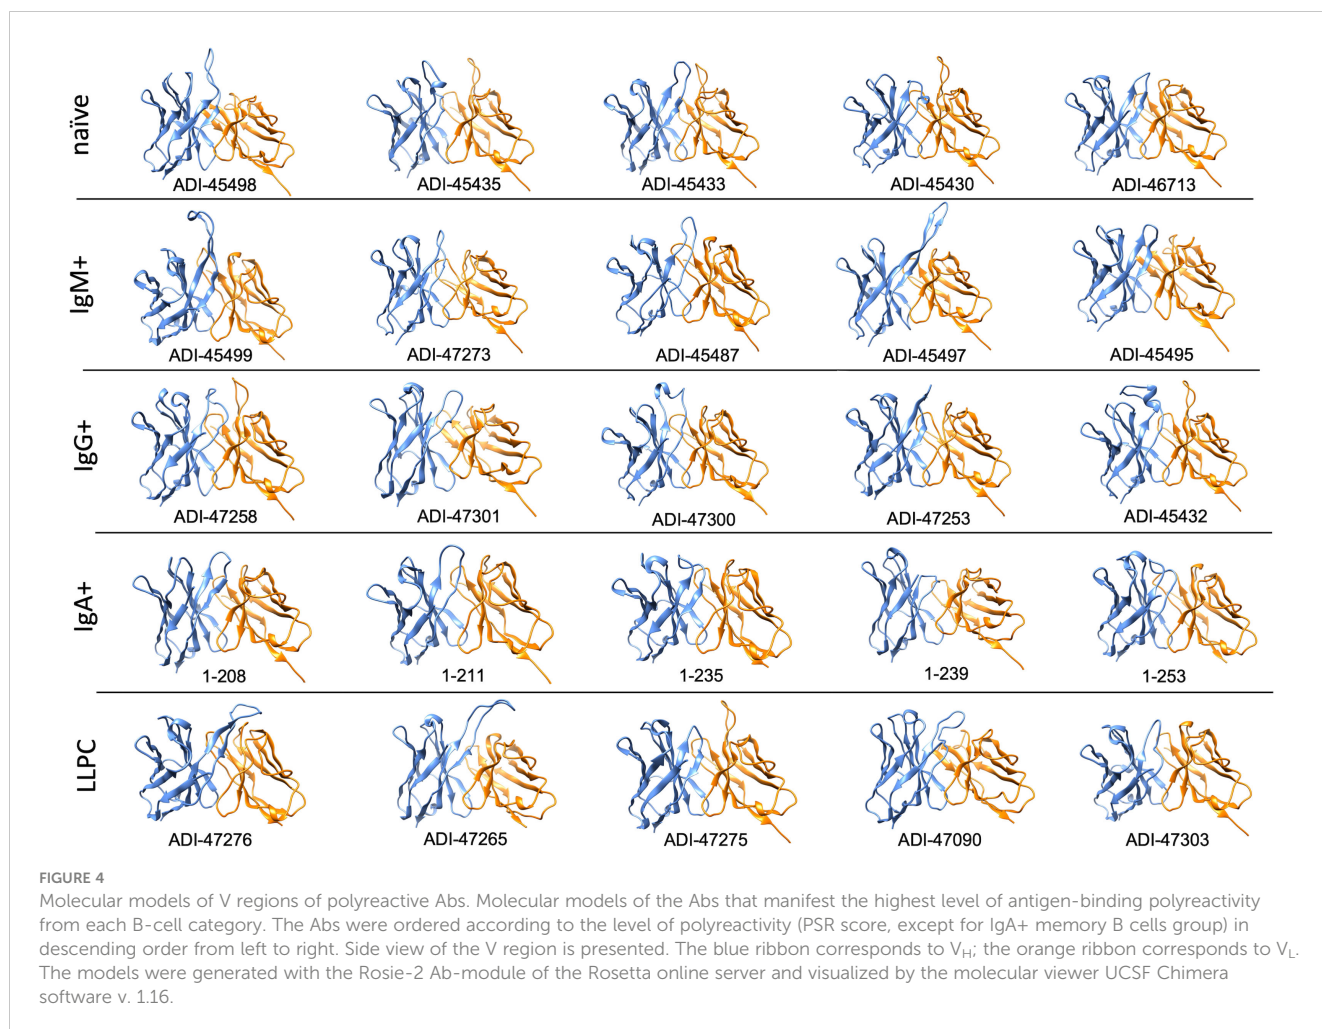 naïve
ADI-45498 ADI-45435 ADI-45433 ADI-45430 ADI-46713
IgM+
ADI-45499 ADI-47273 ADI-45487 ADI-45497 ADI-45495
IgG+
ADI-47258 ADI-47301 ADI-47300 ADI-47253 ADI-45432
IgA+
1-208 1-211 1-235 1-239 1-253
LLPC
ADI-47276 ADI-47265 ADI-47275 ADI-47090 ADI-47303
FIGURE 4
Molecular models of V regions of polyreactive Abs. Molecular models of the Abs that manifest the highest level of antigen-binding polyreactivity
from each B-cell category. The Abs were ordered according to the level of polyreactivity (PSR score, except for IgA+ memory B cells group) in
descending order from left to right. Side view of the V region is presented. The blue ribbon corresponds to VH; the orange ribbon corresponds to VL.
The models were generated with the Rosie-2 Ab-module of the Rosetta online server and visualized by the molecular viewer UCSF Chimera
software v. 1.16.